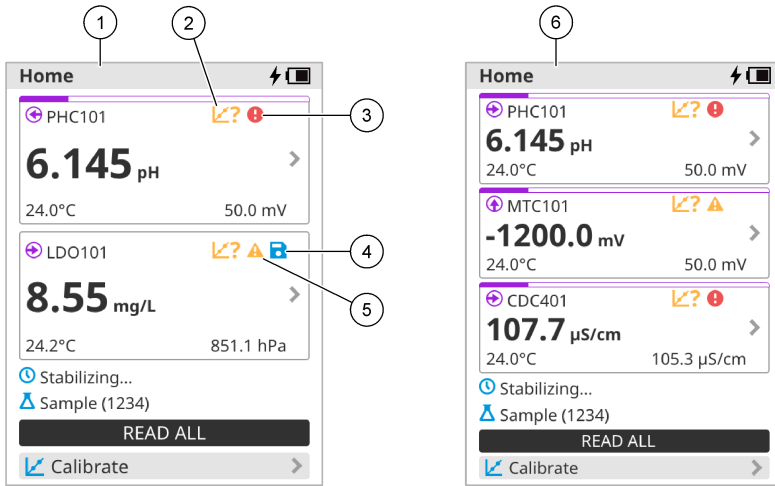 1
2
Home
PHC101
?
3
6.145 pH
24.0°C 50.0 mV
LDO101
?
4
8.55 mg/L
5
24.2°C 851.1 hPa
Stabilizing...
Sample (1234)
READ ALL
Calibrate
6
Home
PHC101
?
6.145 pH
24.0°C 50.0 mV
MTC101
?
-1200.0 mV
24.0°C 50.0 mV
CDC401
?
107.7 µS/cm
24.0°C 105.3 µS/cm
Stabilizing...
Sample (1234)
READ ALL
Calibrate